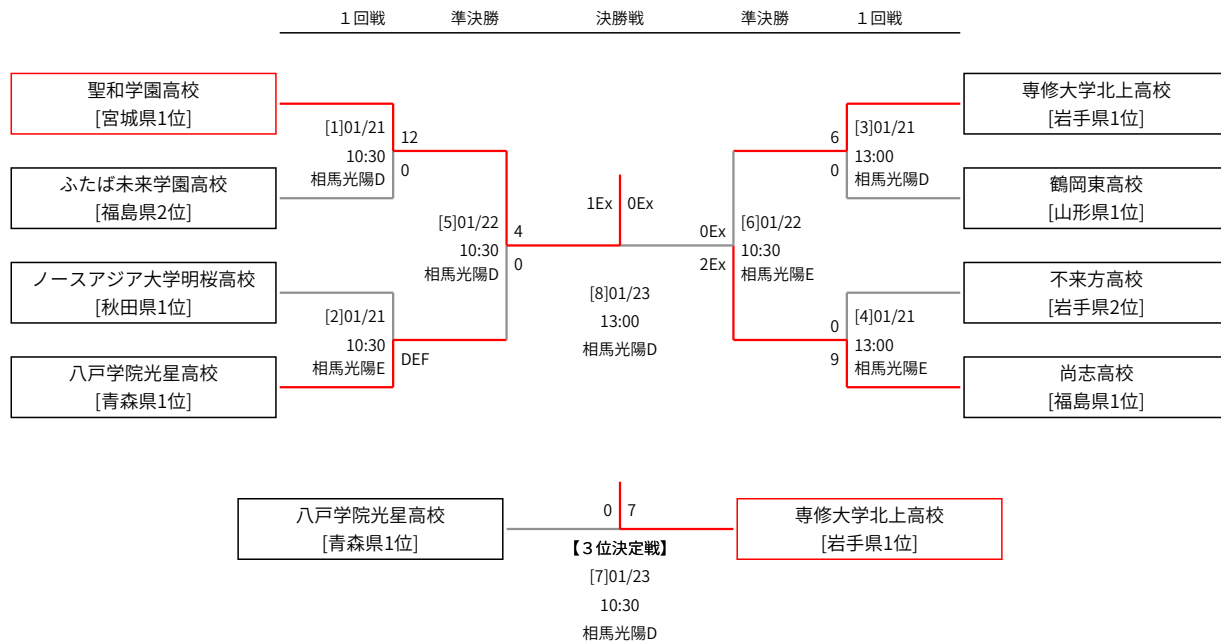 １回戦
準決勝
決勝戦
準決勝
１回戦
聖和学園高校
[宮城県1位]
ふたば未来学園高校
[福島県2位]
ノースアジア大学明桜高校
[秋田県1位]
八戸学院光星高校
[青森県1位]
[1]01/21
10:30
相馬光陽D
12
0
[2]01/21
10:30
相馬光陽E
DEF
[5]01/22
10:30
相馬光陽D
4
0
1Ex
0Ex
[8]01/23
13:00
相馬光陽D
0Ex
2Ex
[6]01/22
10:30
相馬光陽E
6
0
[3]01/21
13:00
相馬光陽D
0
9
[4]01/21
13:00
相馬光陽E
専修大学北上高校
[岩手県1位]
鶴岡東高校
[山形県1位]
不来方高校
[岩手県2位]
尚志高校
[福島県1位]
八戸学院光星高校
[青森県1位]
0
7
専修大学北上高校
[岩手県1位]
【３位決定戦】
[7]01/23
10:30
相馬光陽D